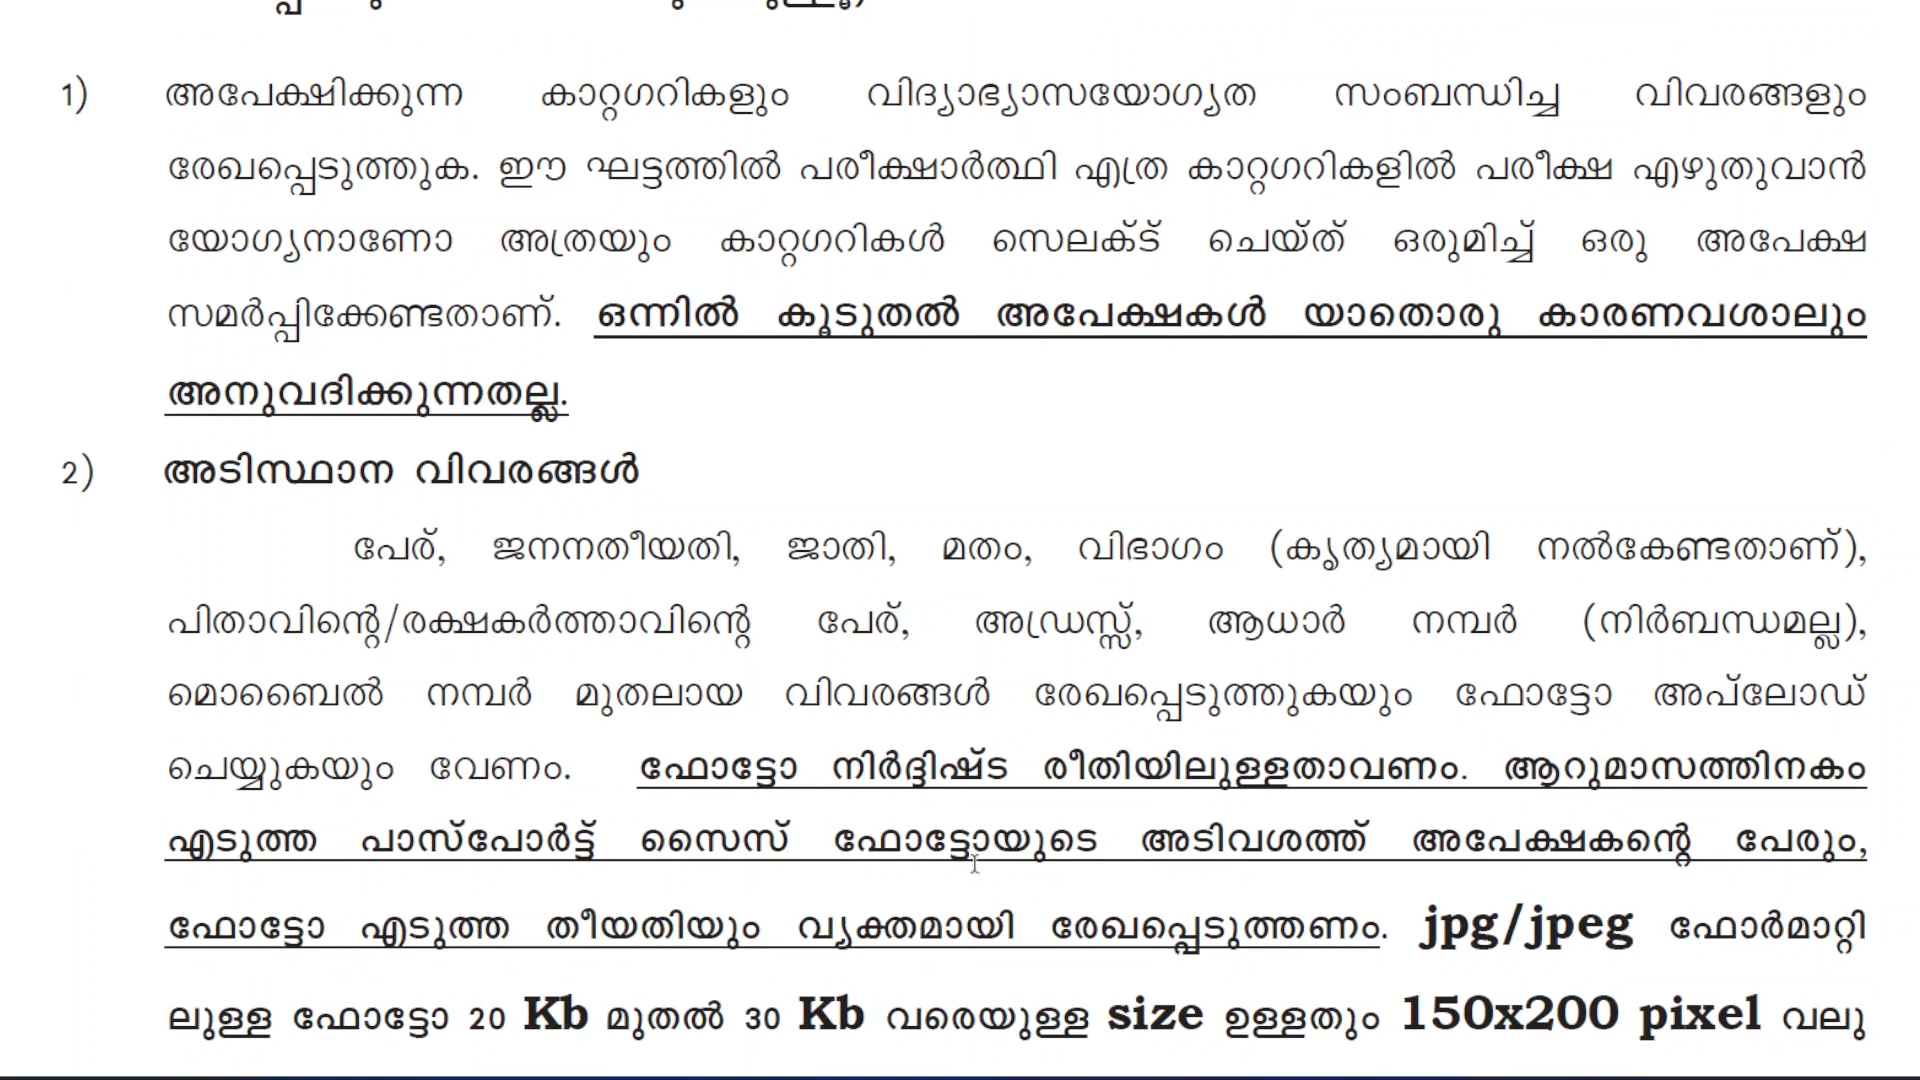 1) അപേക്ഷിക്കുന്ന കാറ്റഗറികളും വിദ്യാഭ്യാസയോഗ്യത സംബന്ധിച്ച വിവരങ്ങളും
രേഖപ്പെടുത്തുക. ഈ ഘട്ടത്തിൽ പരീക്ഷാർത്ഥി എത്ര കാറ്റഗറികളിൽ പരീക്ഷ എഴുതുവാൻ
യോഗ്യനാണോ അത്രയും കാറ്റഗറികൾ സെലക്ട് ചെയ്ത് ഒരുമിച്ച് ഒരു അപേക്ഷ
സമർപ്പിക്കേണ്ടതാണ്. ഒന്നിൽ കൂടുതൽ അപേക്ഷകൾ യാതൊരു കാരണവശാലും
അനുവദിക്കുന്നതല്ല.
2) അടിസ്ഥാന വിവരങ്ങൾ
പേര്, ജനനതീയതി, ജാതി, മതം, വിഭാഗം (കൃത്യമായി നൽകേണ്ടതാണ്),
പിതാവിന്റെ/രക്ഷകർത്താവിന്റെ പേര്, അഡ്രസ്സ്, ആധാർ നമ്പർ (നിർബന്ധമല്ല),
മൊബൈൽ നമ്പർ മുതലായ വിവരങ്ങൾ രേഖപ്പെടുത്തുകയും ഫോട്ടോ അപ്‌ലോഡ്
ചെയ്യുകയും വേണം. ഫോട്ടോ നിർദ്ദിഷ്ട രീതിയിലുള്ളതാവണം. ആറുമാസത്തിനകം
എടുത്ത പാസ്പോർട്ട് സൈസ് ഫോട്ടോയുടെ അടിവശത്ത് അപേക്ഷകന്റെ പേരും,
ഫോട്ടോ എടുത്ത തീയതിയും വ്യക്തമായി രേഖപ്പെടുത്തണം. jpg/jpeg ഫോർമാറ്റി
ലുള്ള ഫോട്ടോ 20 Kb മുതൽ 30 Kb വരെയുള്ള size ഉള്ളതും 150x200 pixel വലു